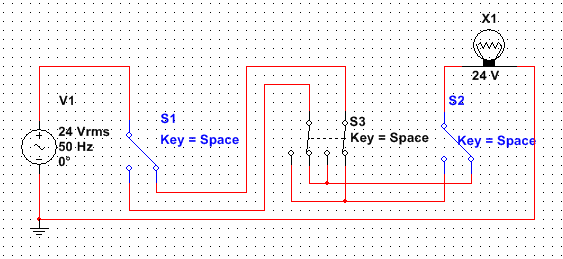 X1
24 V
V1
24 Vrms
50 Hz
0°
S1
Key = Space
S3
Key = Space
S2
Key = Space